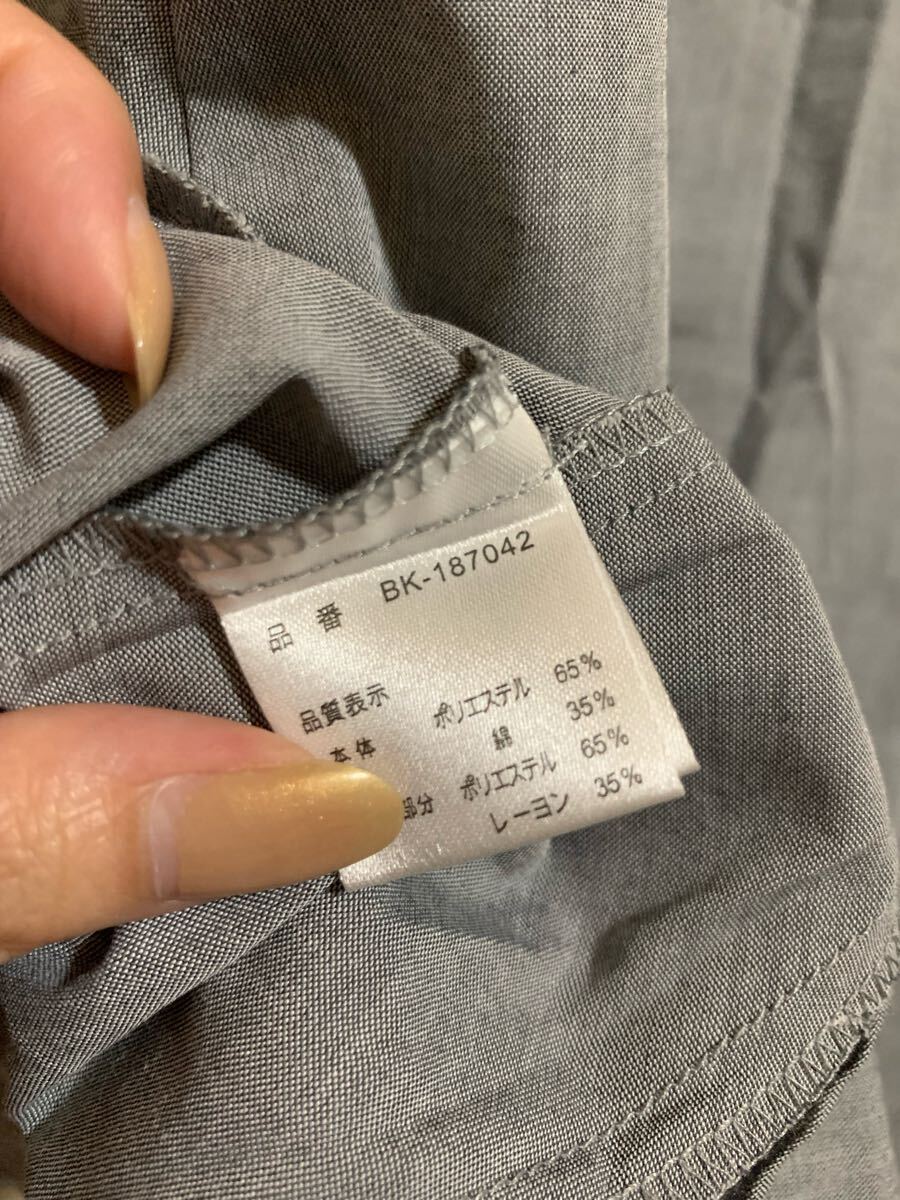 品番 BK-187042
品質表示
本体 ポリエステル 65%
綿 35%
部分 ポリエステル 65%
レーヨン 35%